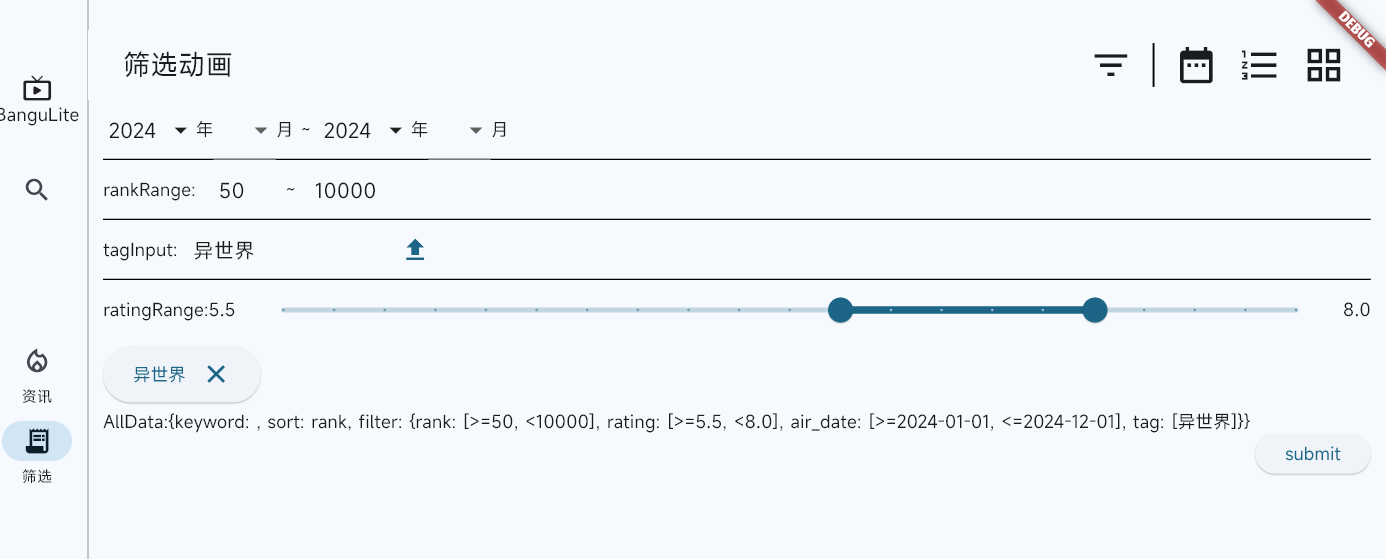 DEBUG
筛选动画
BanguLite
2024 年 月 ~ 2024 年 月
rankRange: 50 ~ 10000
tagInput: 异世界
ratingRange:5.5 8.0
异世界
资讯
AllData:{keyword: , sort: rank, filter: {rank: [>=50, <10000], rating: [>=5.5, <8.0], air_date: [>=2024-01-01, <=2024-12-01], tag: [异世界]}}
submit
筛选